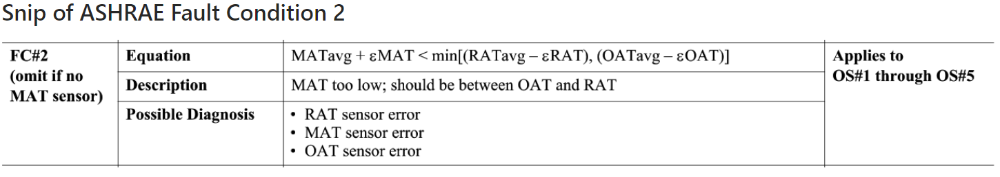 Snip of ASHRAE Fault Condition 2
FC#2
(omit if no
MAT sensor)
Equation
MATavg + εMAT < min[(RATavg – εRAT), (OATavg – εOAT)]
Applies to
OS#1 through OS#5
Description
MAT too low; should be between OAT and RAT
Possible Diagnosis
• RAT sensor error
• MAT sensor error
• OAT sensor error